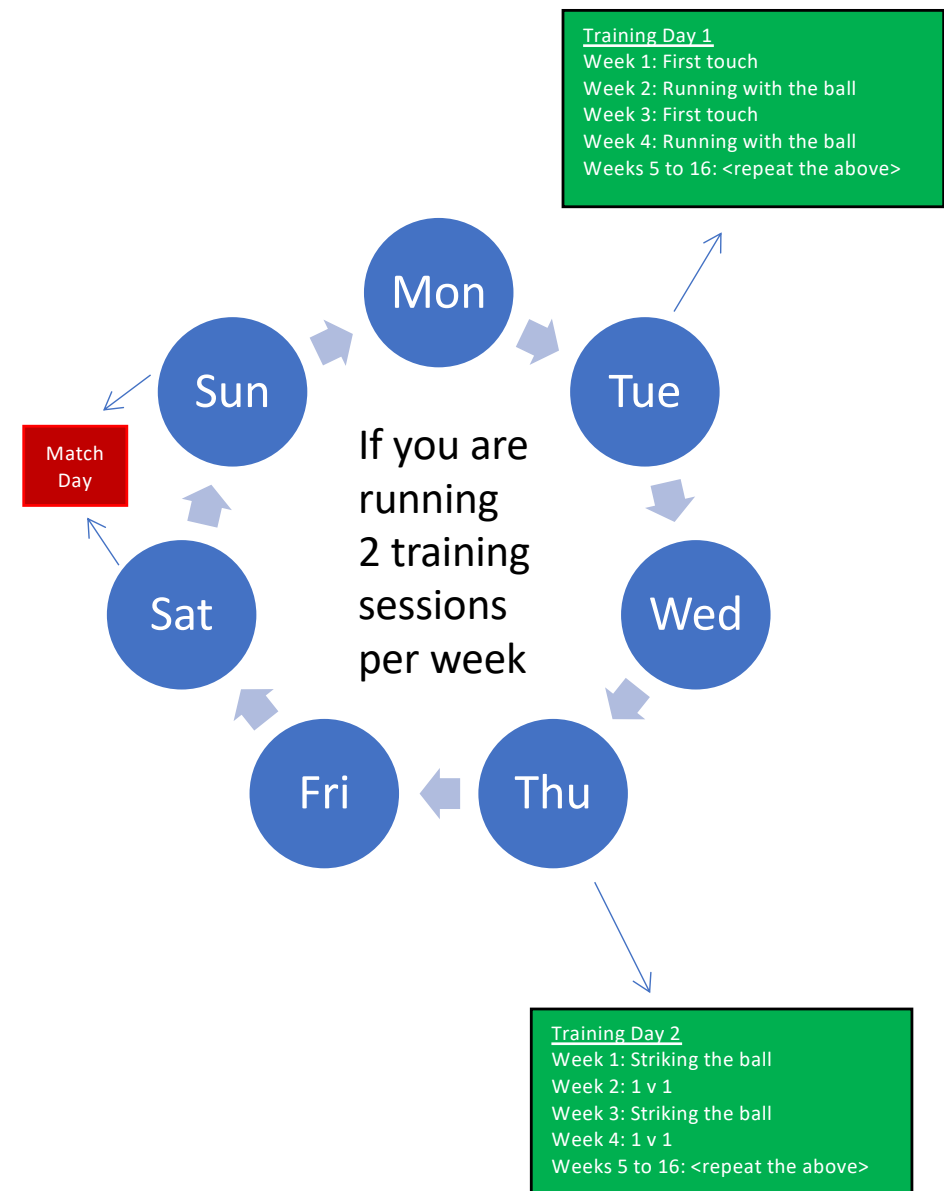 Training Day 1
Week 1: First touch
Week 2: Running with the ball
Week 3: First touch
Week 4: Running with the ball
Weeks 5 to 16: <repeat the above>
Mon
Tue
Wed
Thu
Fri
Sat
Sun
Match
Day
If you are
running
2 training
sessions
per week
Training Day 2
Week 1: Striking the ball
Week 2: 1 v 1
Week 3: Striking the ball
Week 4: 1 v 1
Weeks 5 to 16: <repeat the above>